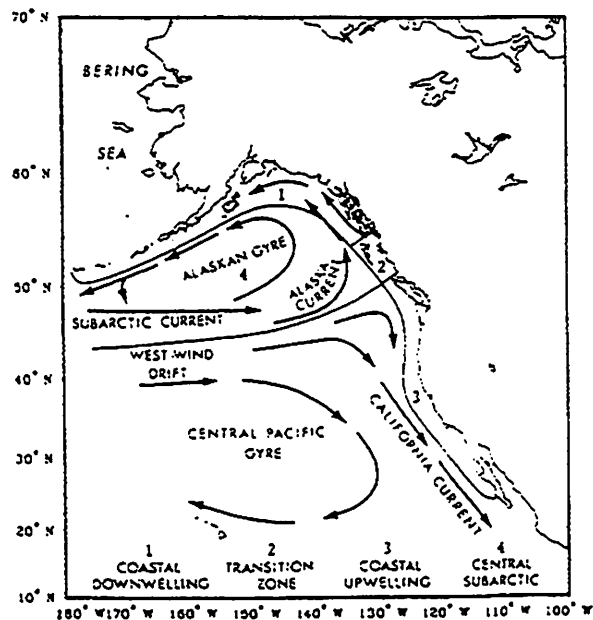 70° N
BERING
SEA
60° N
1
ALASKAN GYRE
4
50° N
ALASKA
CURRENT
2
SUBARCTIC CURRENT
WEST-WIND
DRIFT
40° N
3
CENTRAL PACIFIC
GYRE
CALIFORNIA CURRENT
30° N
20° N
1 2 3 4
COASTAL TRANSITION COASTAL CENTRAL
DOWNWELLING ZONE UPWELLING SUBARCTIC
10° N
180° W 170° W 160° W 150° W 140° W 130° W 120° W 110° W 100° W